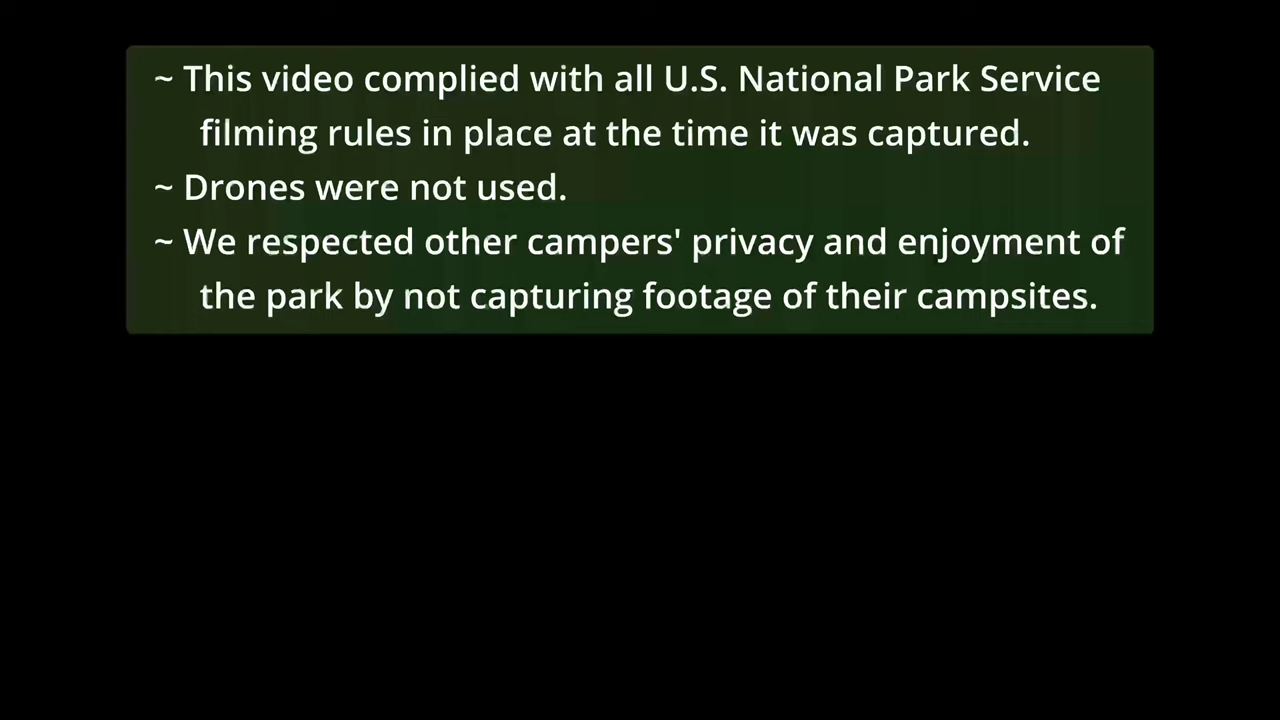 ~ This video complied with all U.S. National Park Service
filming rules in place at the time it was captured.
~ Drones were not used.
~ We respected other campers' privacy and enjoyment of
the park by not capturing footage of their campsites.